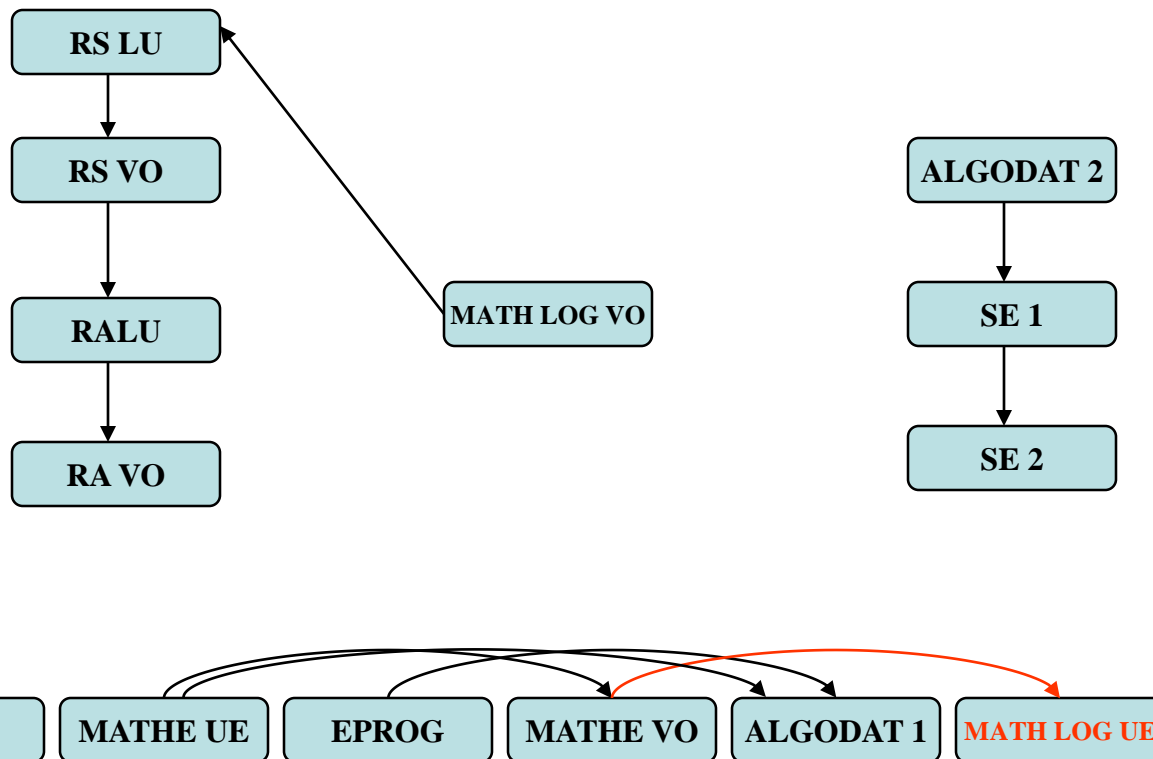 RS LU
RS VO
ALGODAT 2
MATH LOG VO
SE 1
RALU
SE 2
RA VO
MATHE UE
EPROG
MATHE VO
ALGODAT 1
MATH LOG UE